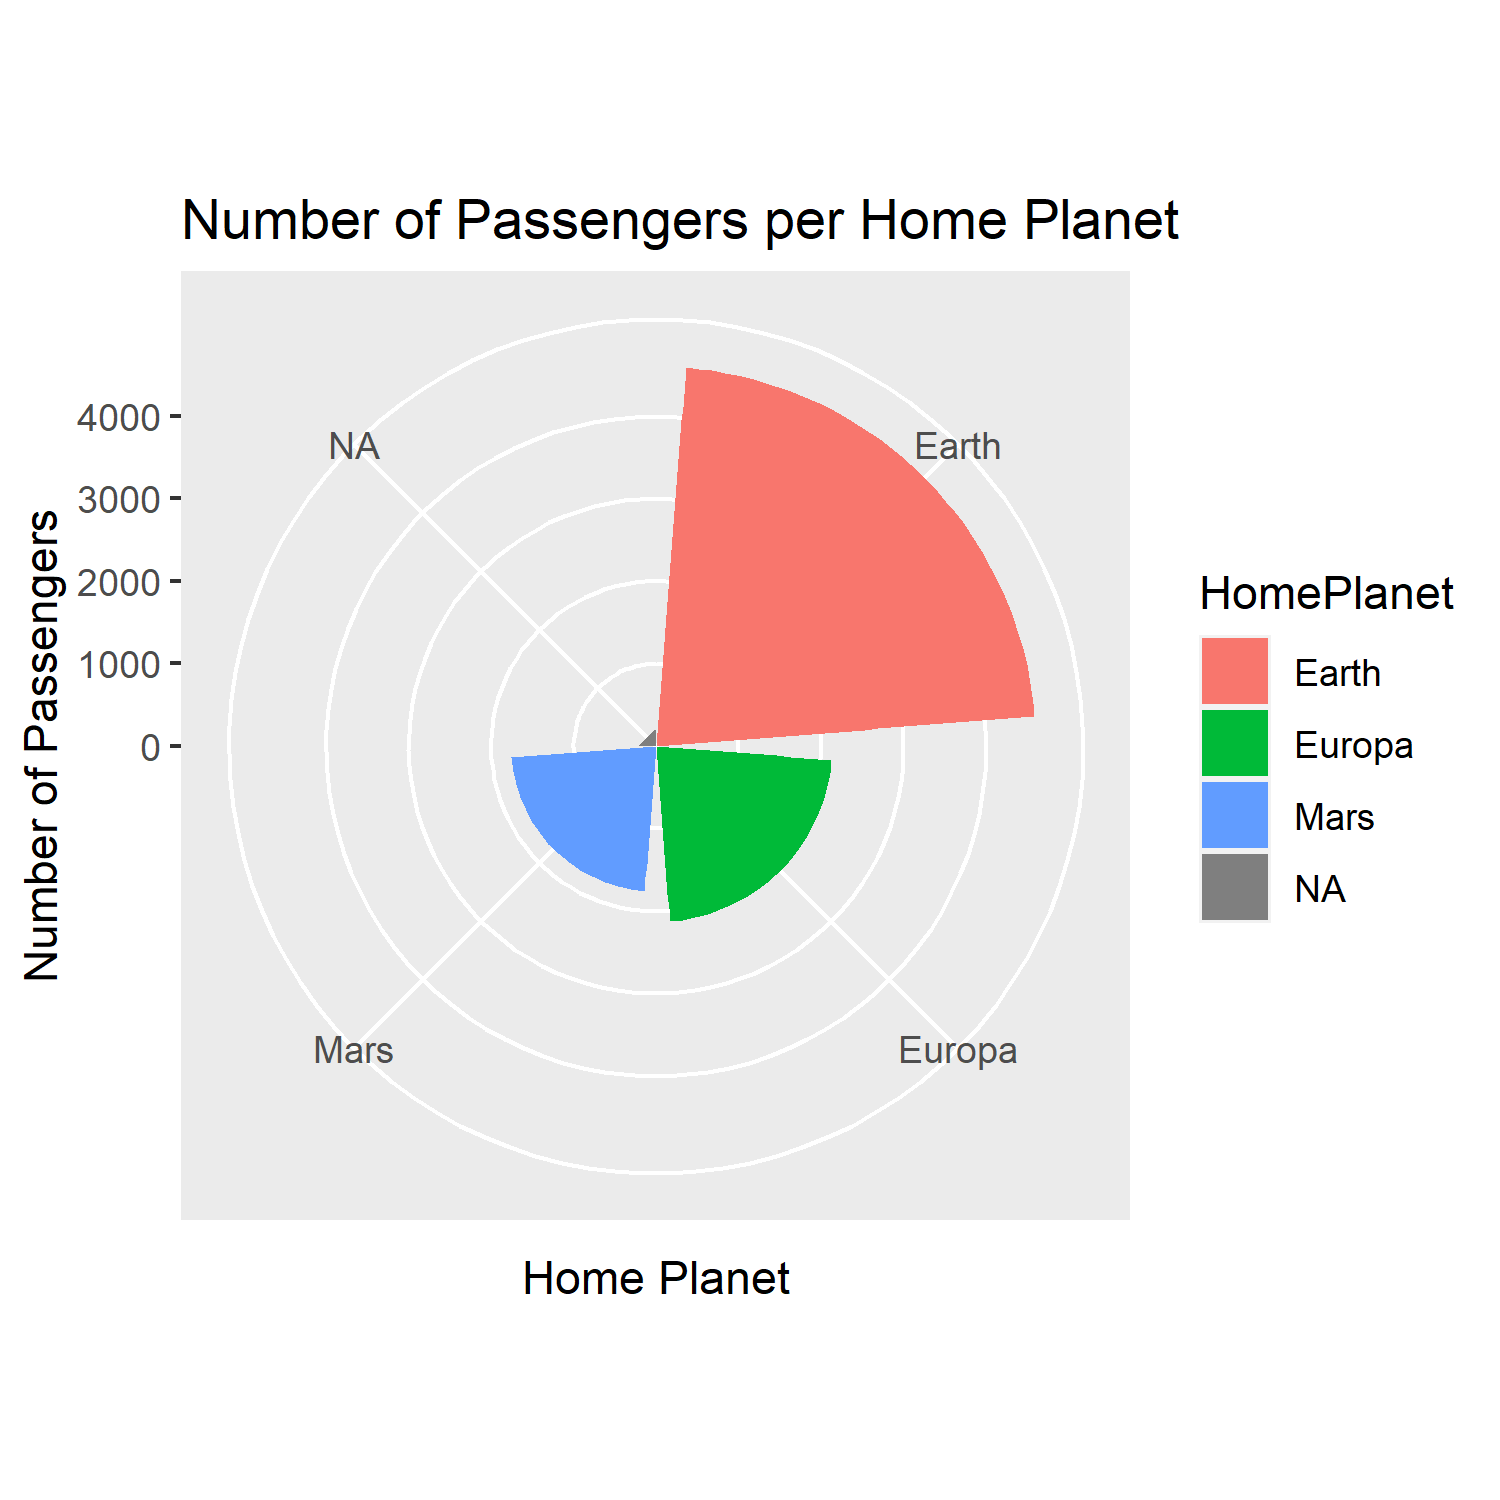 Number of Passengers per Home Planet
Number of Passengers
4000
3000
2000
1000
0
NA
Earth
Mars
Europa
Home Planet
HomePlanet
Earth
Europa
Mars
NA